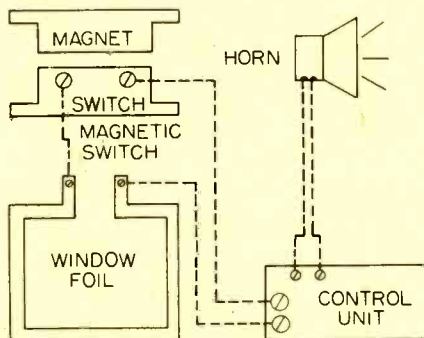 MAGNET
SWITCH
MAGNETIC
SWITCH
HORN
WINDOW
FOIL
CONTROL
UNIT